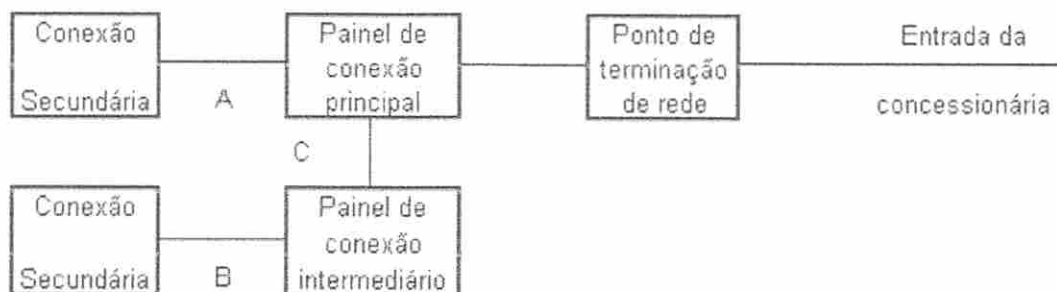 Conexão
Secundária
A
Painel de
conexão
principal
Ponto de
terminação
de rede
Entrada da
concessionária
C
Conexão
Secundária
B
Painel de
conexão
intermediário